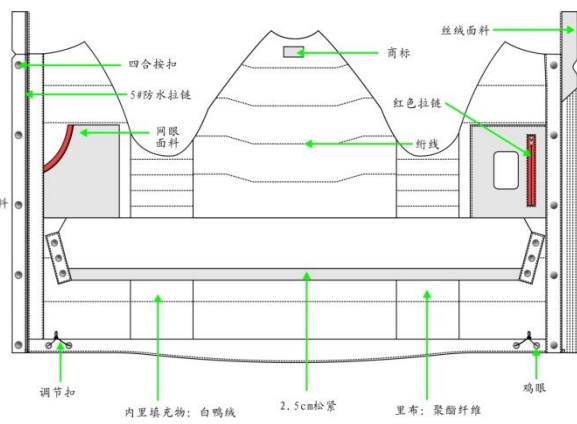 丝绒面料
商标
四合按扣
5#防水拉链
红色拉链
网眼
面料
绗线
料
调节扣
内里填充物：白鸭绒
2.5cm松紧
里布：聚酯纤维
鸡眼